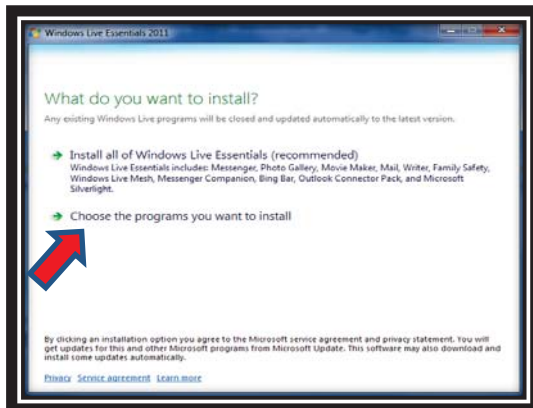 Windows Live Essentials 2011
What do you want to install?
Any existing Windows Live programs will be closed and updated automatically to the latest version.
Install all of Windows Live Essentials (recommended)
Windows Live Essentials includes: Messenger, Photo Gallery, Movie Maker, Mail, Writer, Family Safety,
Windows Live Mesh, Messenger Companion, Bing Bar, Outlook Connector Pack, and Microsoft
Silverlight.
Choose the programs you want to install
By clicking an installation option you agree to the Microsoft service agreement and privacy statement. You will
get updates for this and other Microsoft programs from Microsoft Update. This software may also download and
install some updates automatically.
Privacy Service agreement Learn more